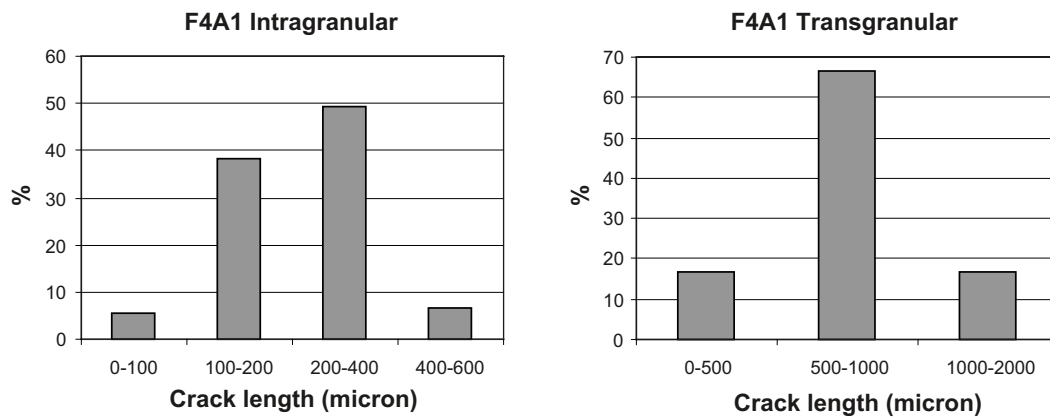 F4A1 Intragranular
60
50
40
30
20
10
0
%
0-100 100-200 200-400 400-600
Crack length (micron)
F4A1 Transgranular
70
60
50
40
30
20
10
0
%
0-500 500-1000 1000-2000
Crack length (micron)